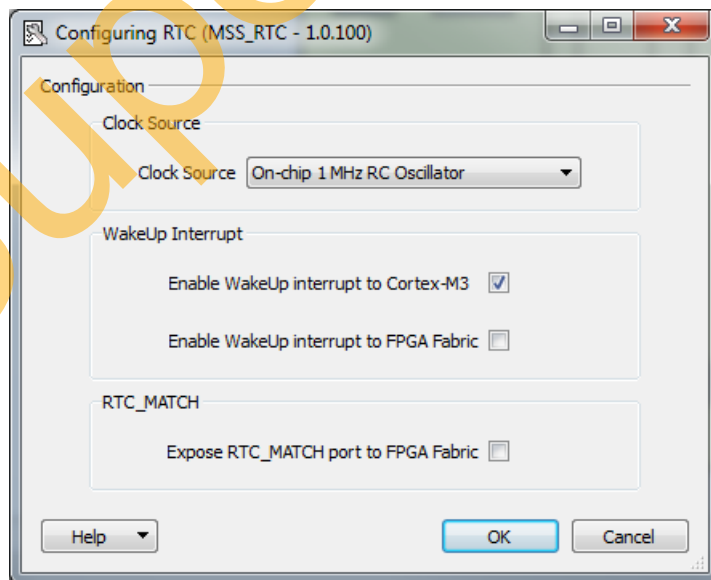 Configuring RTC (MSS_RTC - 1.0.100)
Configuration
Clock Source
Clock Source On-chip 1 MHz RC Oscillator
WakeUp Interrupt
Enable WakeUp interrupt to Cortex-M3
Enable WakeUp interrupt to FPGA Fabric
RTC_MATCH
Expose RTC_MATCH port to FPGA Fabric
Help OK Cancel